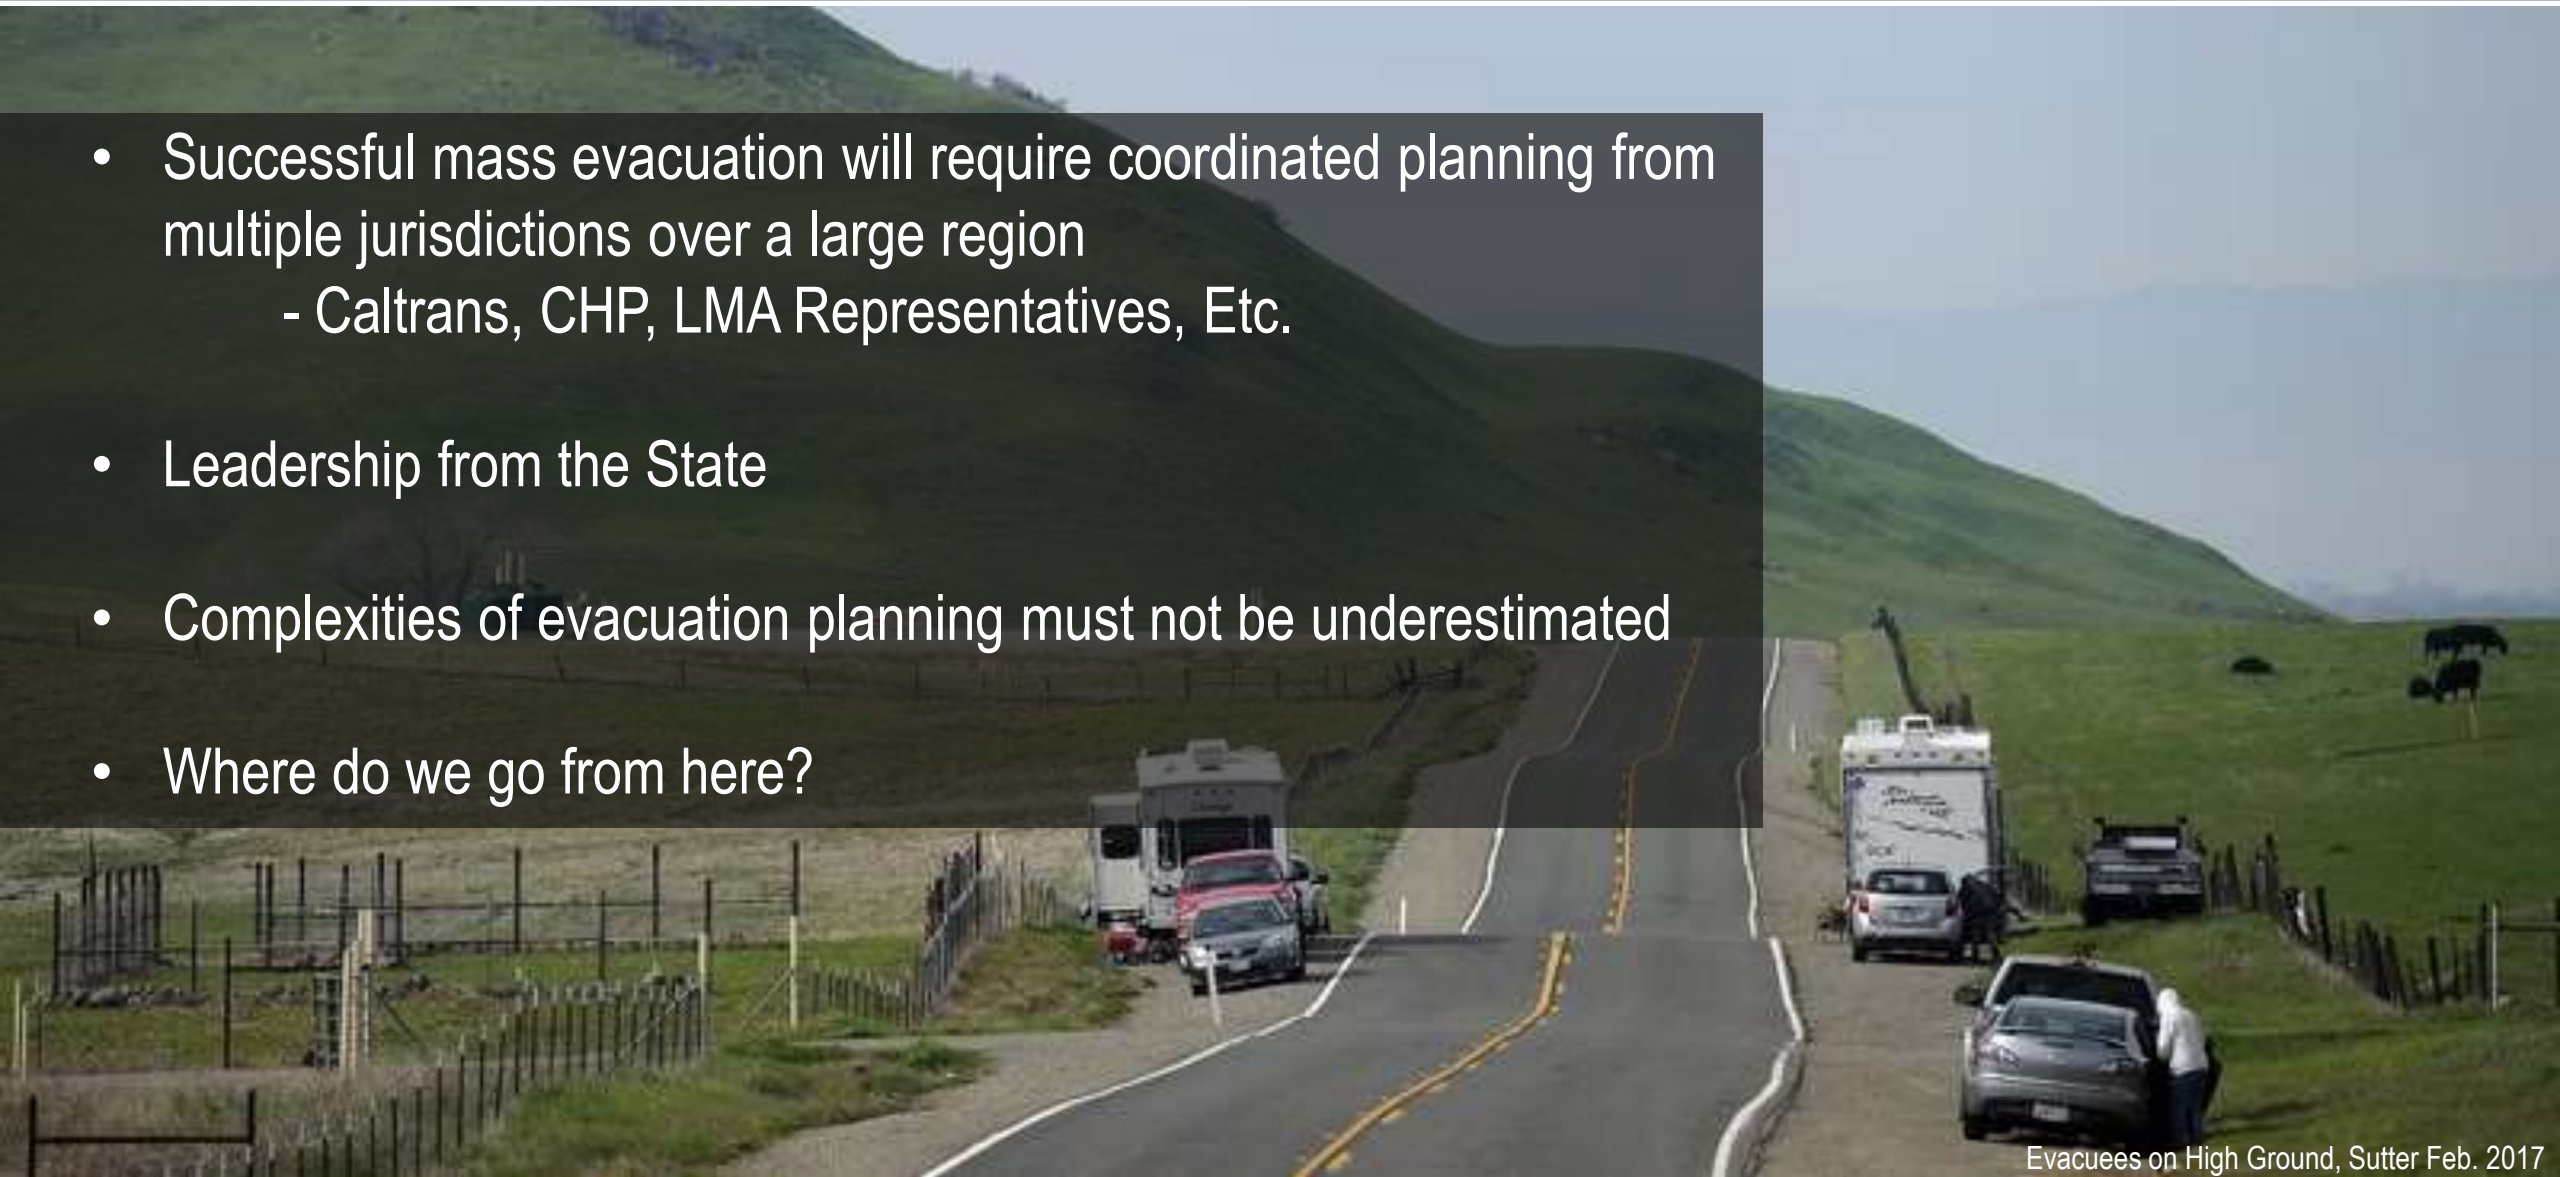 • Successful mass evacuation will require coordinated planning from
multiple jurisdictions over a large region
- Caltrans, CHP, LMA Representatives, Etc.
• Leadership from the State
• Complexities of evacuation planning must not be underestimated
• Where do we go from here?
Evacuees on High Ground, Sutter Feb. 2017